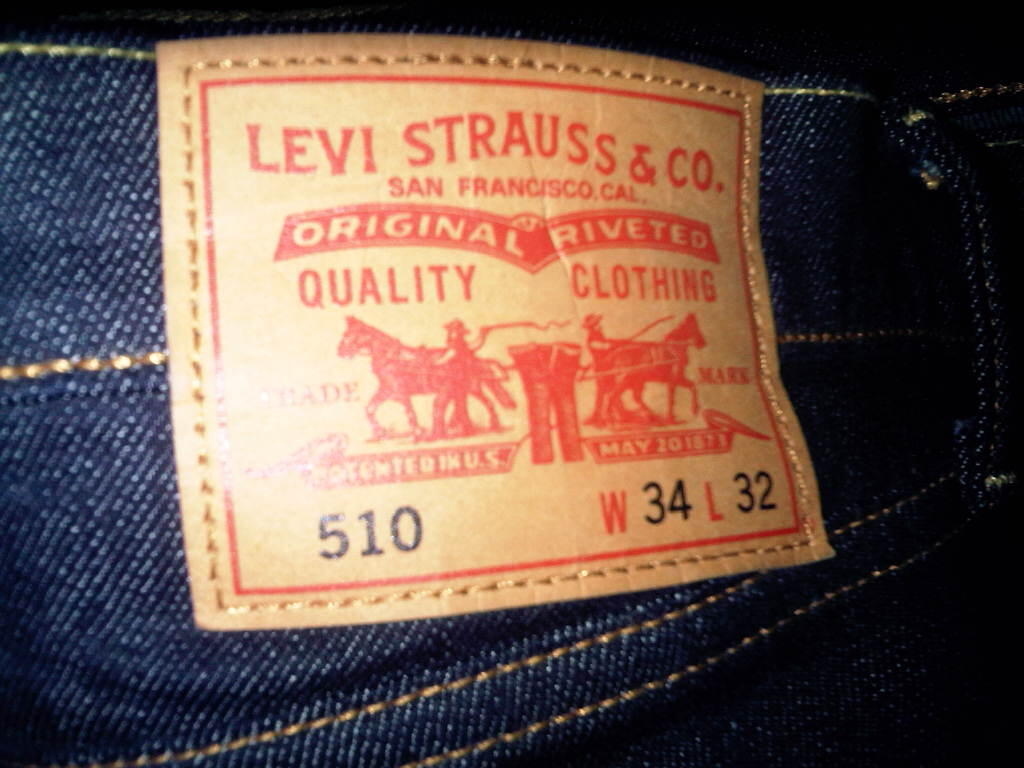 LEVI STRAUSS & CO.
SAN FRANCISCO, CAL.
ORIGINAL RIVETED
QUALITY CLOTHING
TRADE MARK
PATENTED IN U.S. MAY 20 1873
510 W 34 L 32